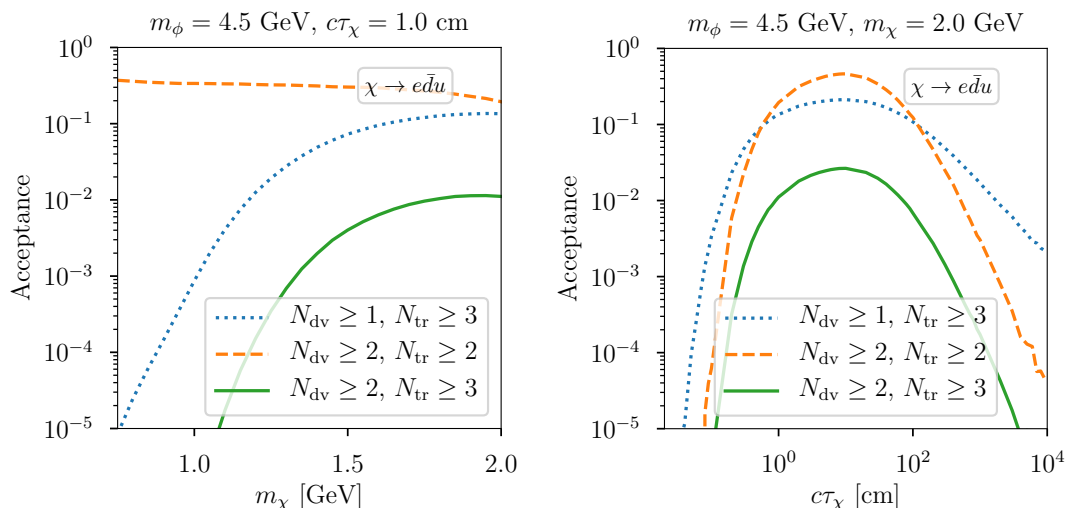 m_ϕ = 4.5 GeV, cτ_χ = 1.0 cm
10^0
10^−1
10^−2
10^−3
10^−4
10^−5
Acceptance
χ → ed̄u
N_dv ≥ 1, N_tr ≥ 3
N_dv ≥ 2, N_tr ≥ 2
N_dv ≥ 2, N_tr ≥ 3
1.0 1.5 2.0
m_χ [GeV]
m_ϕ = 4.5 GeV, m_χ = 2.0 GeV
10^0
10^−1
10^−2
10^−3
10^−4
10^−5
Acceptance
χ → ed̄u
N_dv ≥ 1, N_tr ≥ 3
N_dv ≥ 2, N_tr ≥ 2
N_dv ≥ 2, N_tr ≥ 3
10^0 10^2 10^4
cτ_χ [cm]